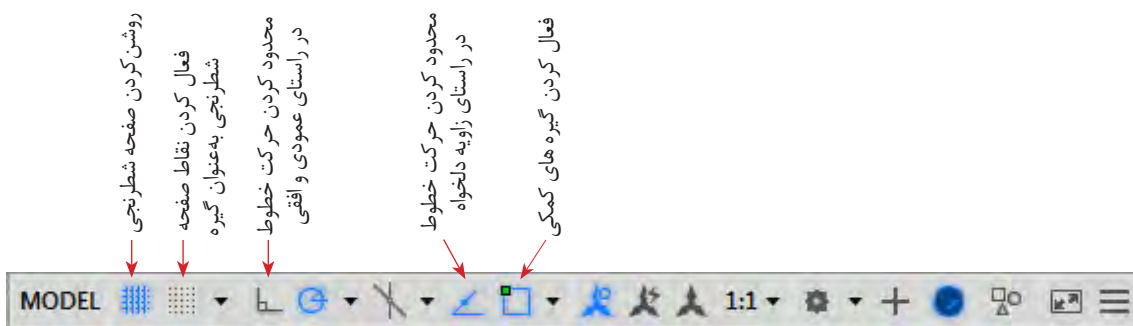 روشن کردن صفحه شطرنجی
فعال کردن نقاط صفحه
شطرنجی به‌عنوان گیره
محدود کردن حرکت خطوط
در راستای عمودی و افقی
محدود کردن حرکت خطوط
در راستای زاویه دلخواه
فعال کردن گیره های کمکی
MODEL 1:1